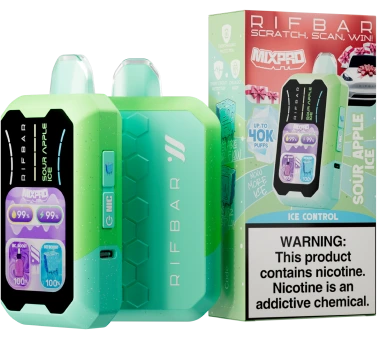 RIFBAR
SOUR APPLE
ICE
MIXPRO
99%
99%
100%
100%
NIC
RIFBAR
RIFBAR
SCRATCH, SCAN, WIN!
MIXPRO
UP TO
40K
PUFFS
SOUR APPLE
ICE
ICE CONTROL
WARNING:
This product
contains nicotine.
Nicotine is an
addictive chemical.